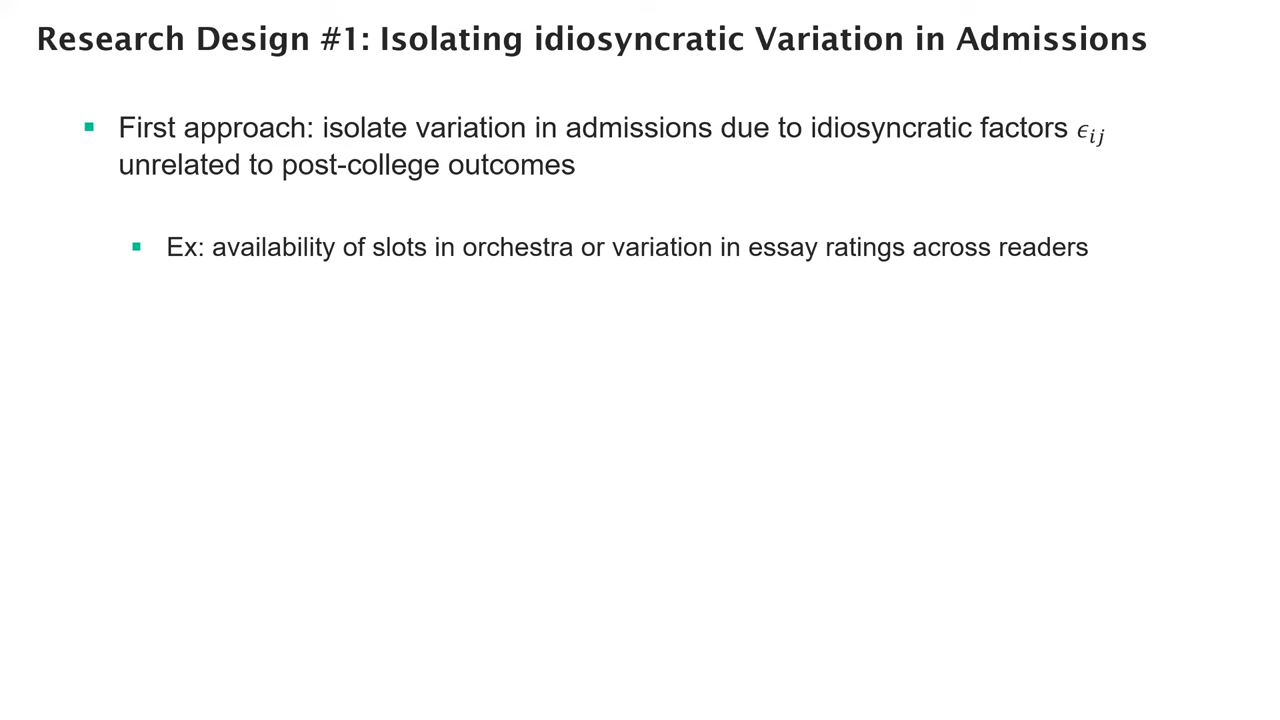 Research Design #1: Isolating idiosyncratic Variation in Admissions
▪ First approach: isolate variation in admissions due to idiosyncratic factors ϵᵢⱼ
unrelated to post-college outcomes
▪ Ex: availability of slots in orchestra or variation in essay ratings across readers